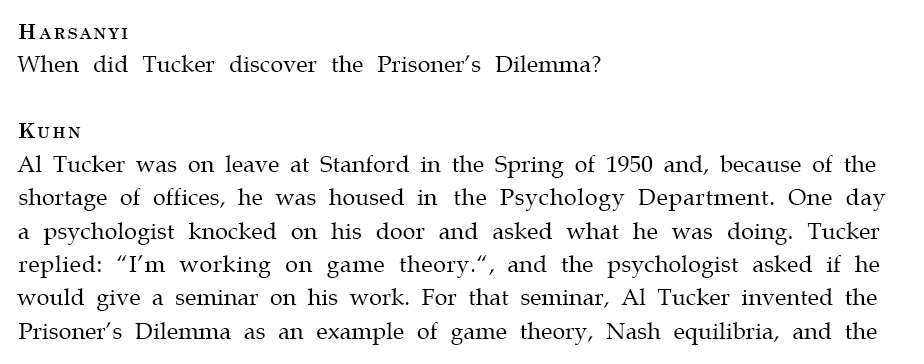 HARSANYI
When did Tucker discover the Prisoner’s Dilemma?
KUHN
Al Tucker was on leave at Stanford in the Spring of 1950 and, because of the
shortage of offices, he was housed in the Psychology Department. One day
a psychologist knocked on his door and asked what he was doing. Tucker
replied: “I’m working on game theory.“, and the psychologist asked if he
would give a seminar on his work. For that seminar, Al Tucker invented the
Prisoner’s Dilemma as an example of game theory, Nash equilibria, and the